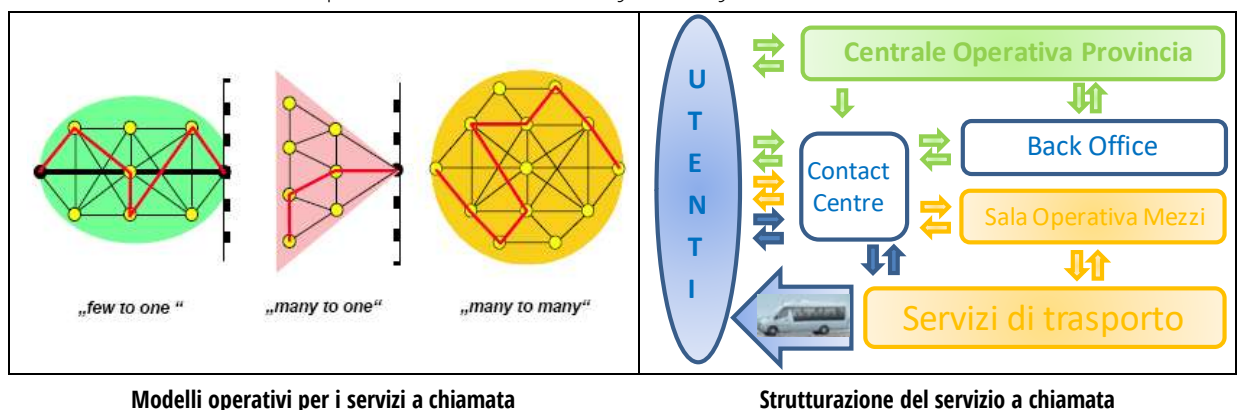 „few to one “
„many to one“
„many to many“
UTENTI
Centrale Operativa Provincia
Contact
Centre
Back Office
Sala Operativa Mezzi
Servizi di trasporto
Modelli operativi per i servizi a chiamata
Strutturazione del servizio a chiamata